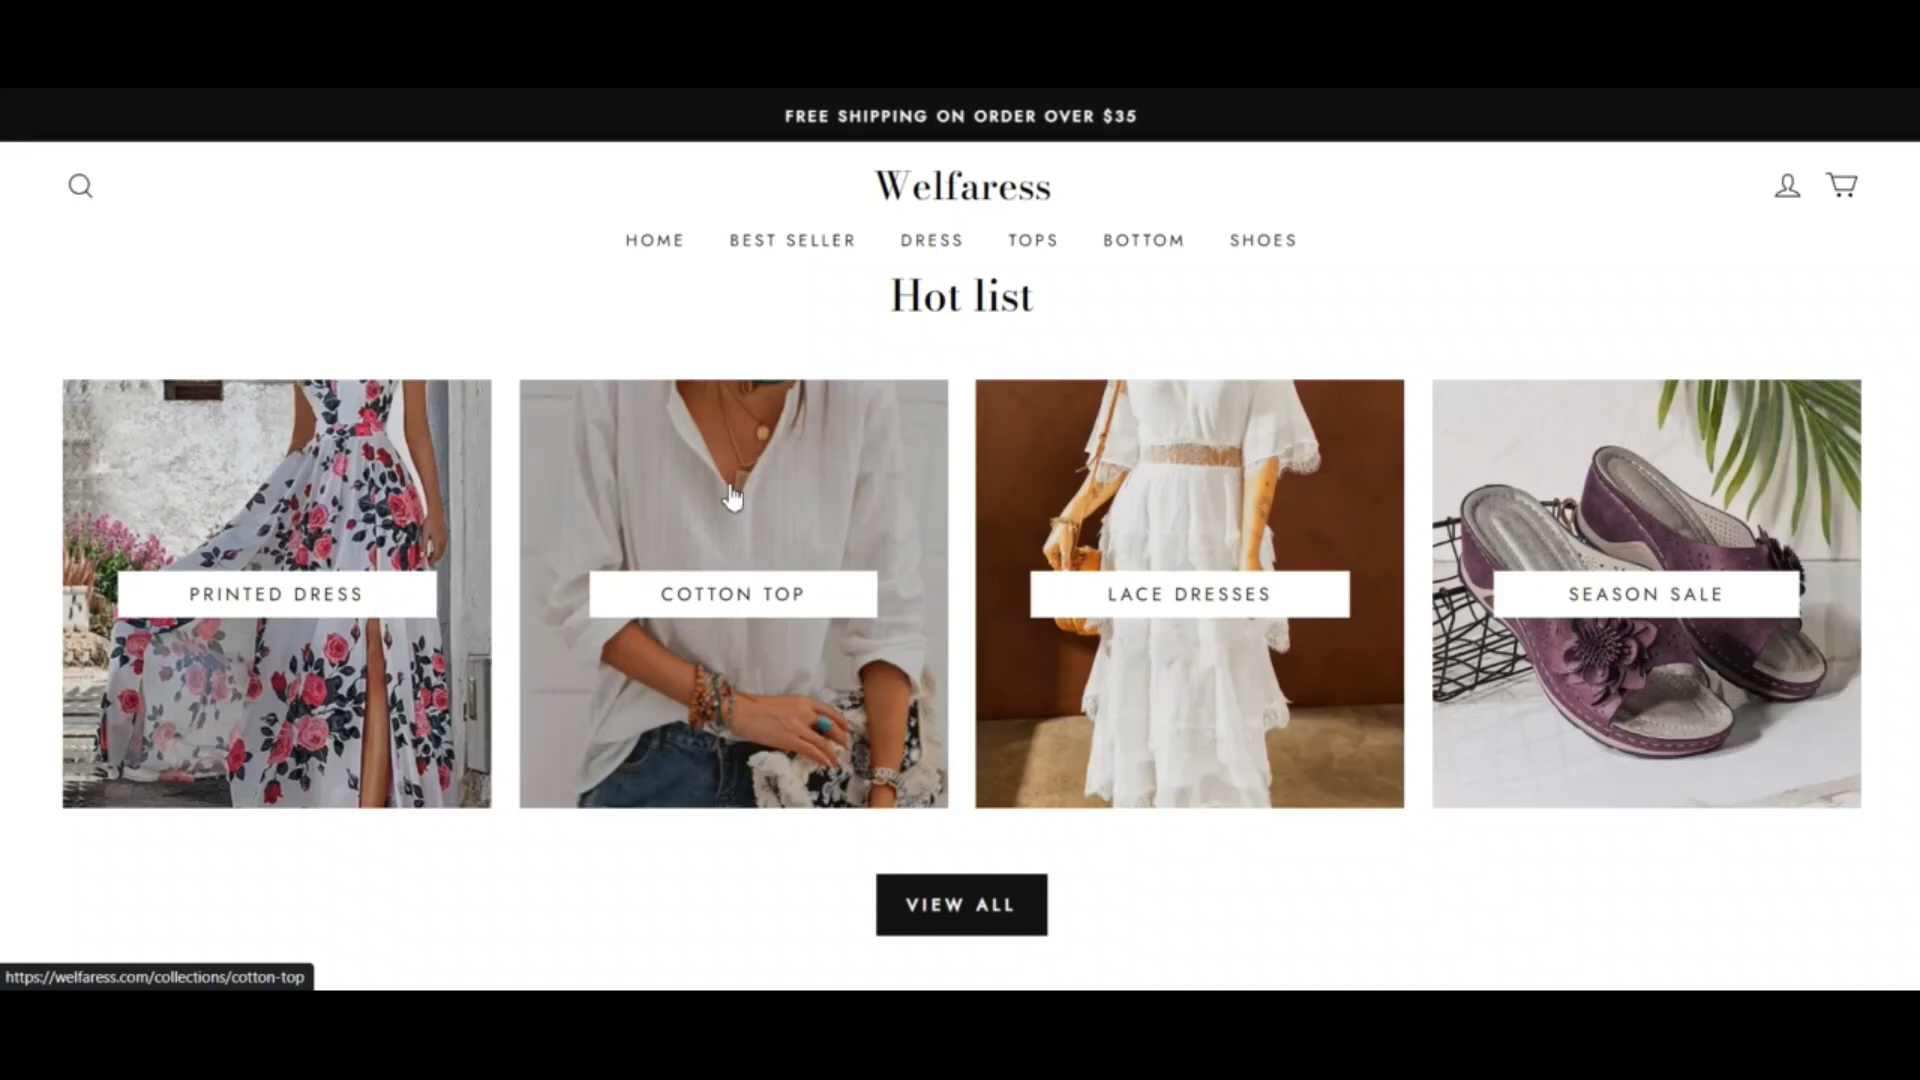 FREE SHIPPING ON ORDER OVER $35
Welfaress
HOME BEST SELLER DRESS TOPS BOTTOM SHOES
Hot list
PRINTED DRESS
COTTON TOP
LACE DRESSES
SEASON SALE
VIEW ALL
https://welfaress.com/collections/cotton-top